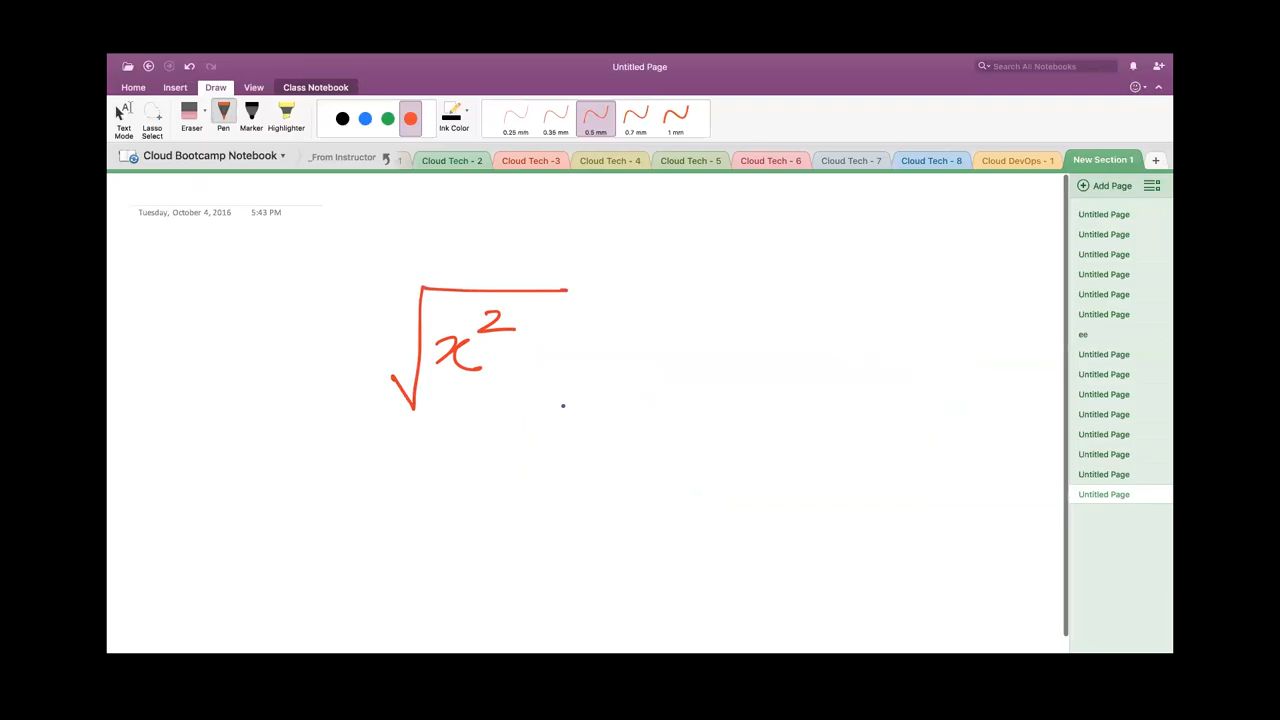 Untitled Page
Search All Notebooks
Home Insert Draw View Class Notebook
Text Mode
Lasso Select
Eraser
Pen
Marker
Highlighter
Ink Color
0.25 mm 0.35 mm 0.5 mm 0.7 mm 1 mm
Cloud Bootcamp Notebook
_From Instructor 1 Cloud Tech - 2 Cloud Tech -3 Cloud Tech - 4 Cloud Tech - 5 Cloud Tech - 6 Cloud Tech - 7 Cloud Tech - 8 Cloud DevOps - 1 New Section 1 +
Add Page
Tuesday, October 4, 2016 5:43 PM
√x²
Untitled Page
Untitled Page
Untitled Page
Untitled Page
Untitled Page
Untitled Page
ee
Untitled Page
Untitled Page
Untitled Page
Untitled Page
Untitled Page
Untitled Page
Untitled Page
Untitled Page